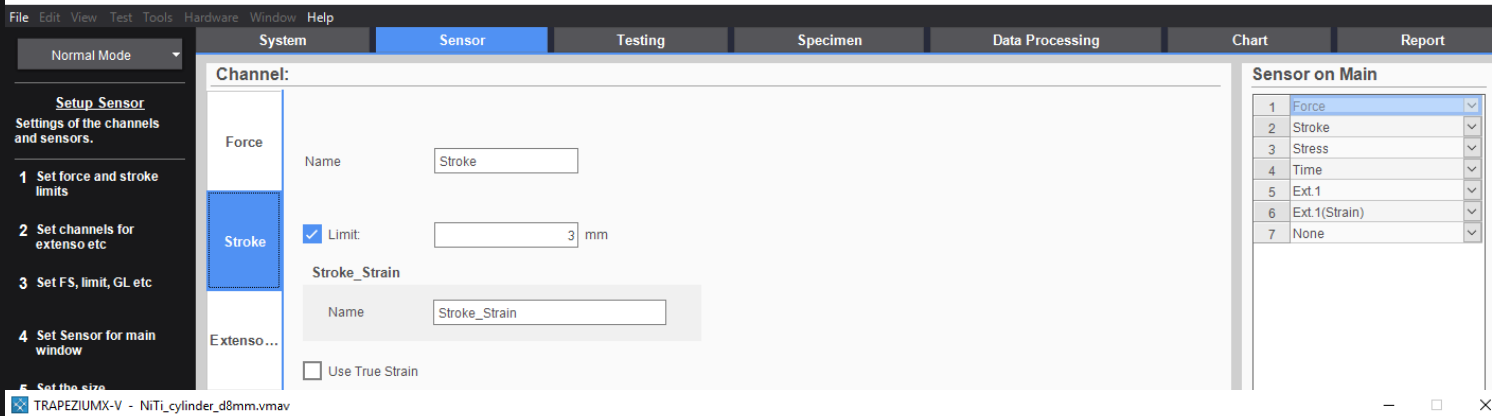 File Edit View Test Tools Hardware Window Help
Normal Mode
System Sensor Testing Specimen Data Processing Chart Report
Setup Sensor
Settings of the channels
and sensors.
1 Set force and stroke
limits
2 Set channels for
extenso etc
3 Set FS, limit, GL etc
4 Set Sensor for main
window
5 Set the size
Channel:
Force
Stroke
Extenso...
Name Stroke
Limit: 3 mm
Stroke_Strain
Name Stroke_Strain
Use True Strain
Sensor on Main
1 Force
2 Stroke
3 Stress
4 Time
5 Ext.1
6 Ext.1(Strain)
7 None
TRAPEZIUMX-V - NiTi_cylinder_d8mm.vmav